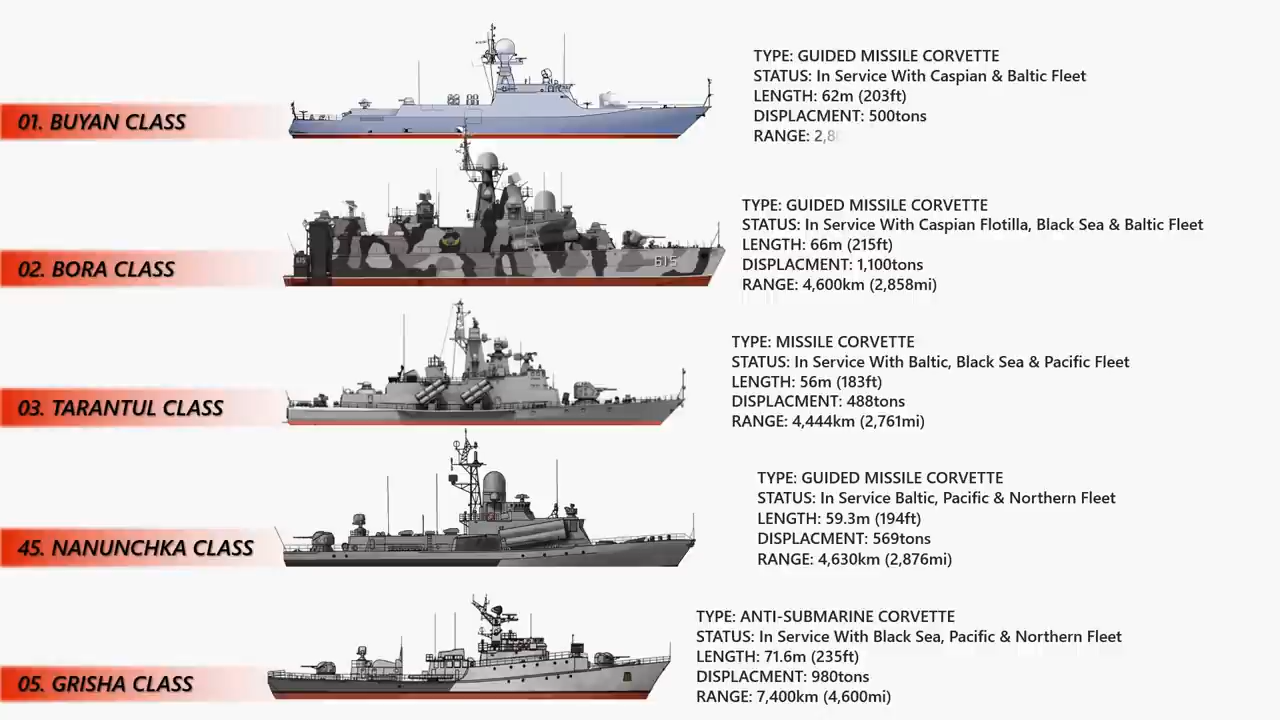 01. BUYAN CLASS
TYPE: GUIDED MISSILE CORVETTE
STATUS: In Service With Caspian & Baltic Fleet
LENGTH: 62m (203ft)
DISPLACMENT: 500tons
RANGE: 2,8
02. BORA CLASS
615
TYPE: GUIDED MISSILE CORVETTE
STATUS: In Service With Caspian Flotilla, Black Sea & Baltic Fleet
LENGTH: 66m (215ft)
DISPLACMENT: 1,100tons
RANGE: 4,600km (2,858mi)
03. TARANTUL CLASS
TYPE: MISSILE CORVETTE
STATUS: In Service With Baltic, Black Sea & Pacific Fleet
LENGTH: 56m (183ft)
DISPLACMENT: 488tons
RANGE: 4,444km (2,761mi)
45. NANUNCHKA CLASS
TYPE: GUIDED MISSILE CORVETTE
STATUS: In Service Baltic, Pacific & Northern Fleet
LENGTH: 59.3m (194ft)
DISPLACMENT: 569tons
RANGE: 4,630km (2,876mi)
05. GRISHA CLASS
TYPE: ANTI-SUBMARINE CORVETTE
STATUS: In Service With Black Sea, Pacific & Northern Fleet
LENGTH: 71.6m (235ft)
DISPLACMENT: 980tons
RANGE: 7,400km (4,600mi)